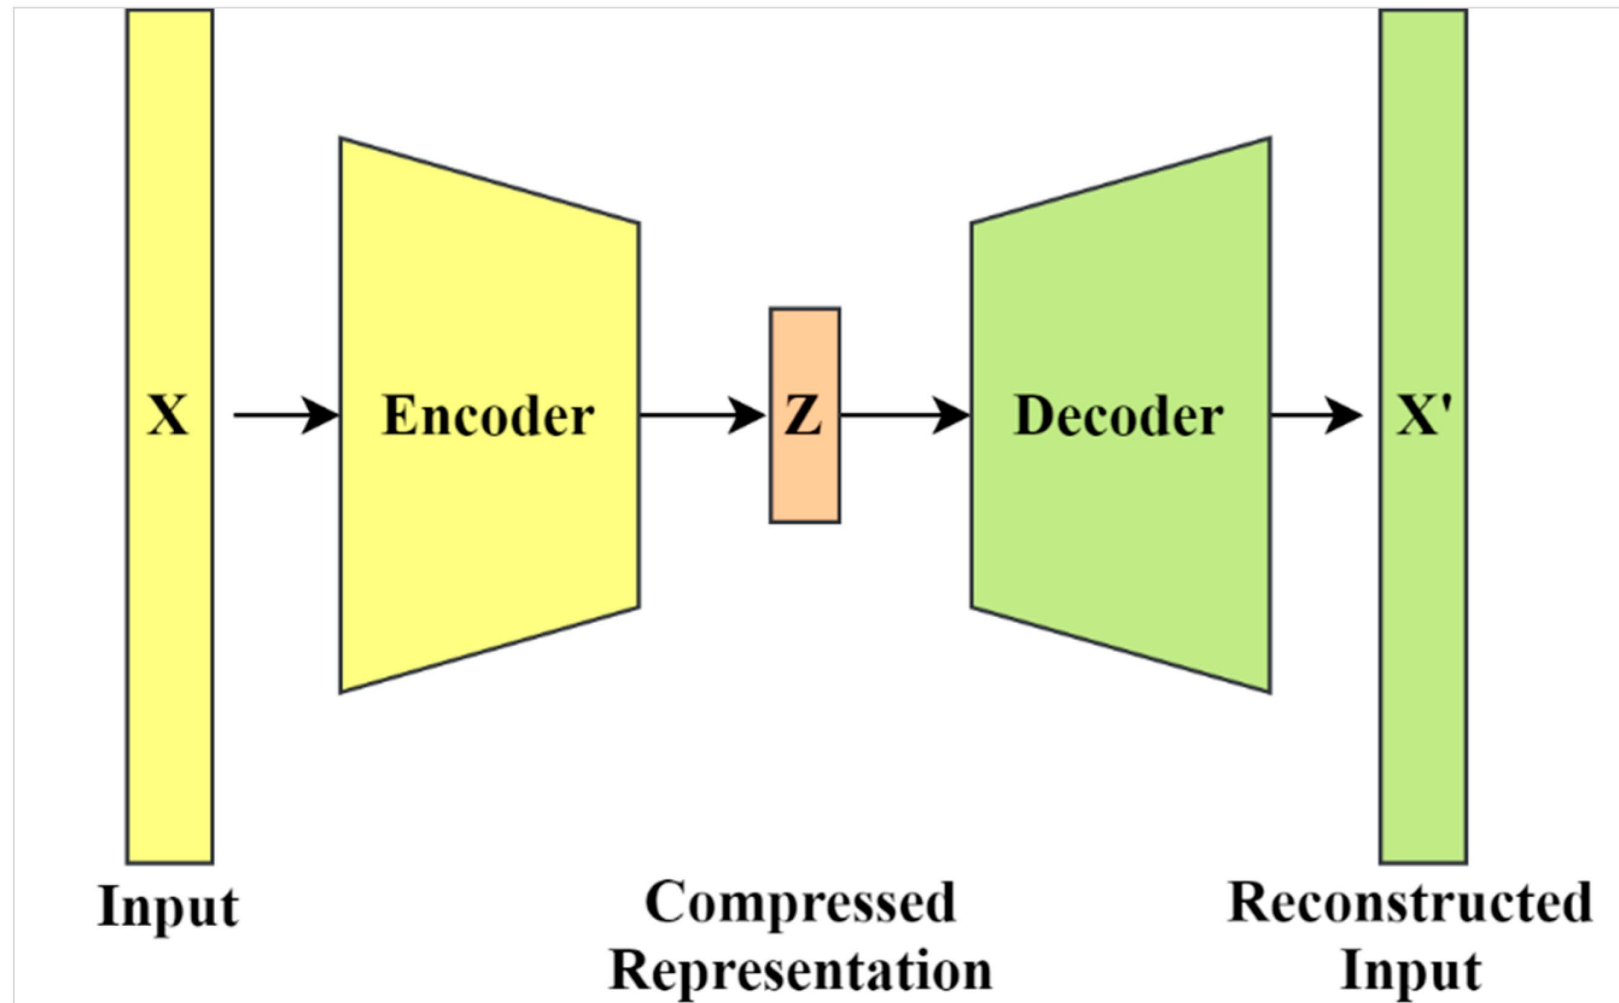 X
Encoder
Z
Decoder
X'
Input
Compressed
Representation
Reconstructed
Input